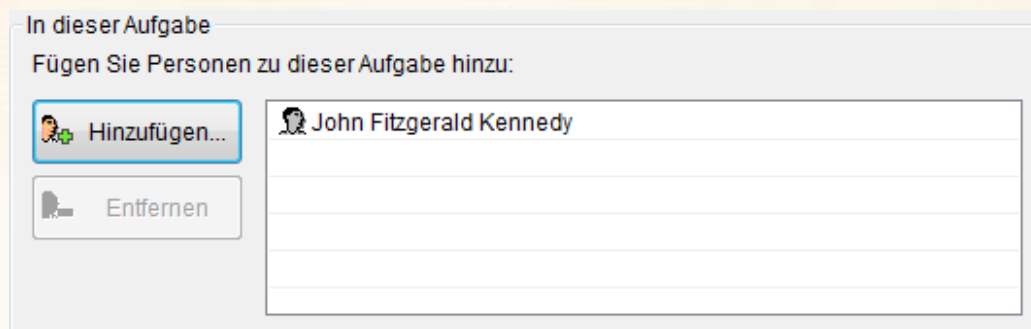 In dieser Aufgabe
Fügen Sie Personen zu dieser Aufgabe hinzu:
Hinzufügen...
John Fitzgerald Kennedy
Entfernen